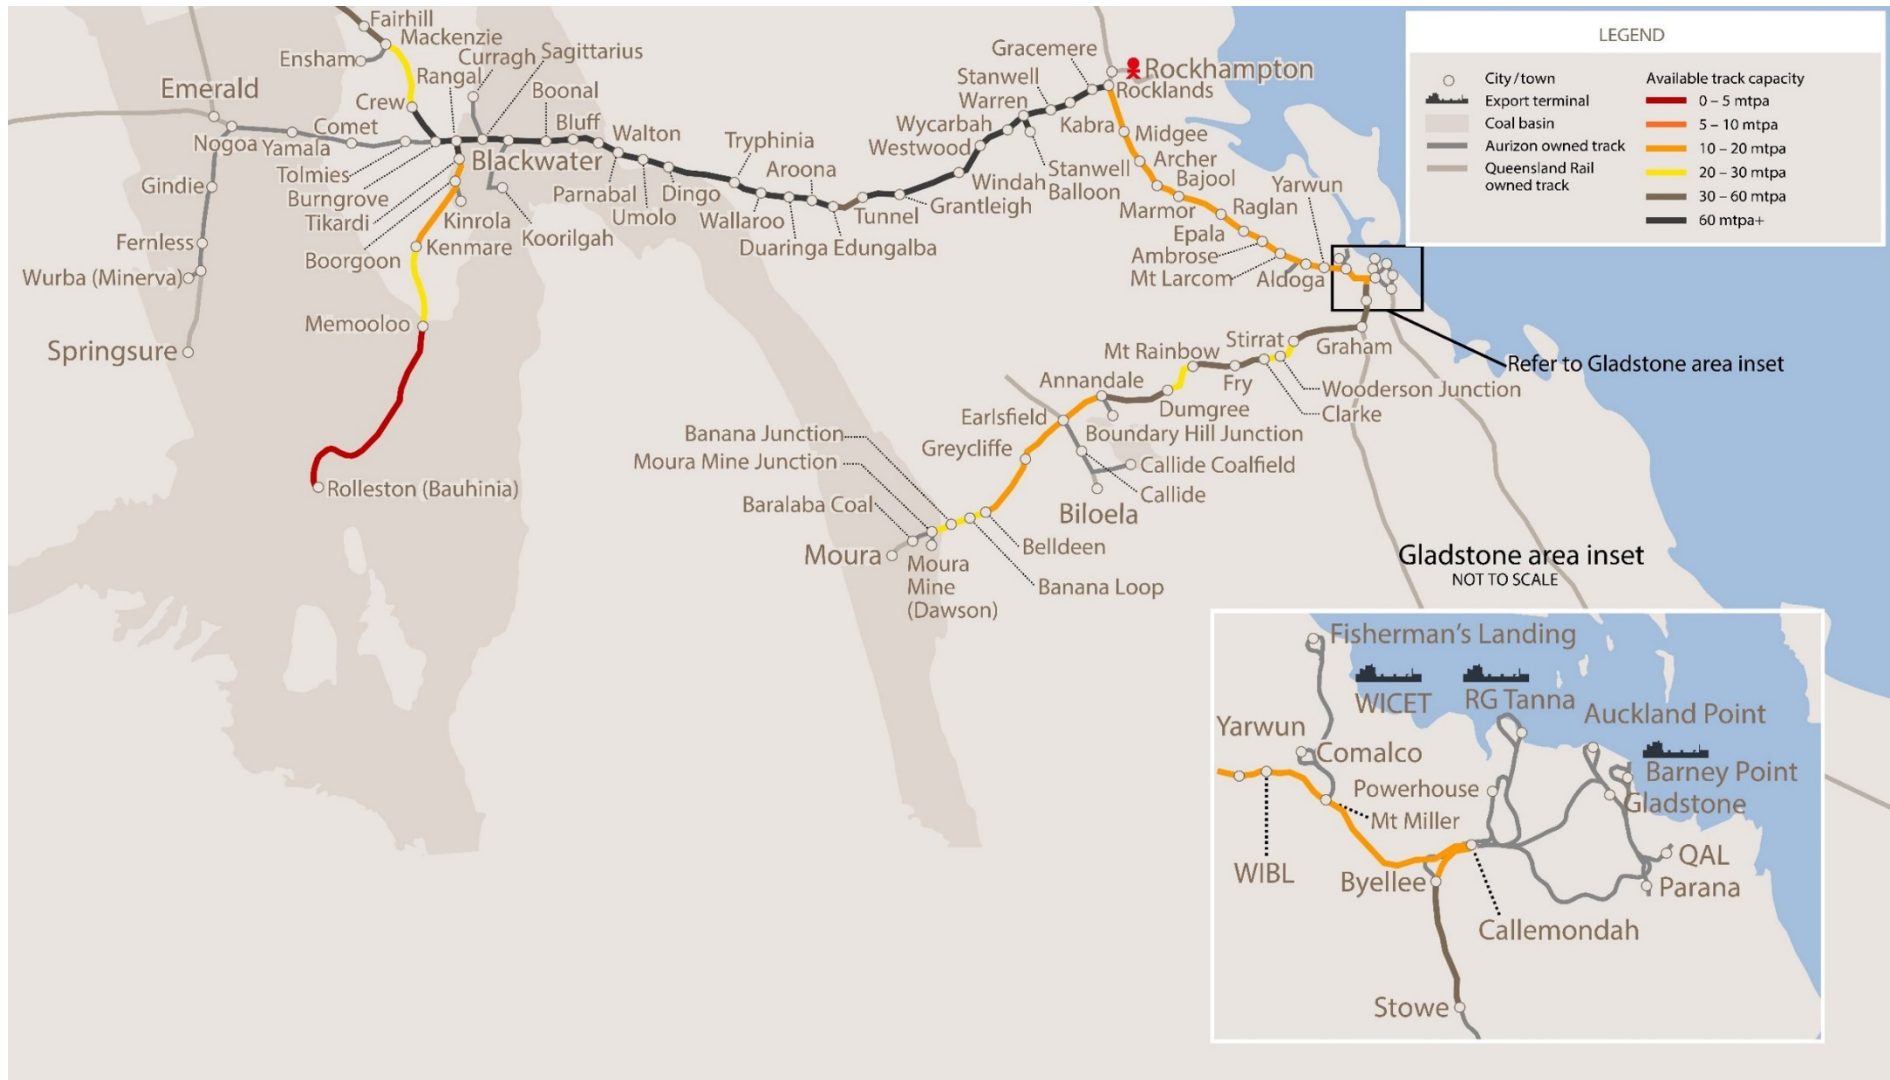 Fairhill
Mackenzie
Ensham
Curragh
Sagittarius
Rangal
Emerald
Crew
Boonal
Bluff
Comet
Walton
Nogoa
Yamala
Blackwater
Tryphinia
Tolmies
Aroona
Gindie
Burngrove
Parnabal
Dingo
Tikardi
Kinrola
Umolo
Wallaroo
Tunnel
Grantleigh
Fernless
Koorilgah
Kenmare
Duaringa
Edungalba
Boorgoon
Wurba (Minerva)
Memooloo
Springsure
Rolleston (Bauhinia)
Gracemere
Rockhampton
Stanwell
Rocklands
Warren
Wycarbah
Kabra
Westwood
Midgee
Stanwell
Balloon
Archer
Windah
Bajool
Yarwun
Marmor
Raglan
Epala
Ambrose
Mt Larcom
Aldoga
Stirrat
Graham
Mt Rainbow
Refer to Gladstone area inset
Annandale
Fry
Wooderson Junction
Dumgree
Clarke
Earlsfield
Banana Junction
Boundary Hill Junction
Greycliffe
Moura Mine Junction
Callide Coalfield
Callide
Baralaba Coal
Biloela
Belldeen
Moura
Moura
Mine
(Dawson)
Banana Loop
LEGEND
City / town
Export terminal
Coal basin
Aurizon owned track
Queensland Rail
owned track
Available track capacity
0 – 5 mtpa
5 – 10 mtpa
10 – 20 mtpa
20 – 30 mtpa
30 – 60 mtpa
60 mtpa+
Gladstone area inset
NOT TO SCALE
Fisherman's Landing
WICET
RG Tanna
Auckland Point
Yarwun
Comalco
Barney Point
Powerhouse
Gladstone
Mt Miller
QAL
WIBL
Byellee
Parana
Callemondah
Stowe